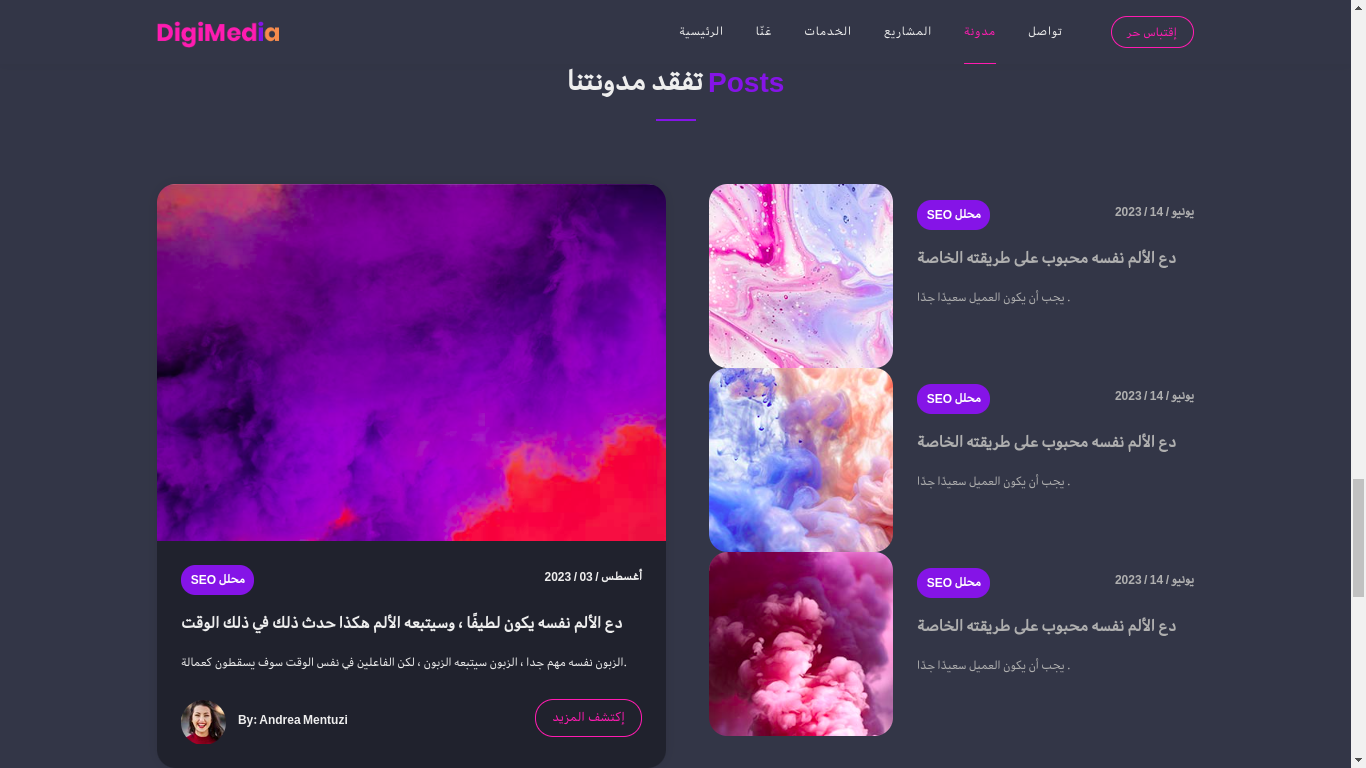 DigiMedia
الرئيسية
عَنّا
الخدمات
المشاريع
مدونة
تواصل
إقتباس حر
تفقد مدونتنا Posts
محلل SEO
أغسطس / 03 / 2023
دع الألم نفسه يكون لطيفًا ، وسيتبعه الألم هكذا حدث ذلك في ذلك الوقت
الزبون نفسه مهم جدا ، الزبون سيتبعه الزبون ، لكن الفاعلين في نفس الوقت سوف يسقطون كعمالة.
By: Andrea Mentuzi
إكتشف المزيد
محلل SEO
يونيو / 14 / 2023
دع الألم نفسه محبوب على طريقته الخاصة
يجب أن يكون العميل سعيدًا جدًا .
محلل SEO
يونيو / 14 / 2023
دع الألم نفسه محبوب على طريقته الخاصة
يجب أن يكون العميل سعيدًا جدًا .
محلل SEO
يونيو / 14 / 2023
دع الألم نفسه محبوب على طريقته الخاصة
يجب أن يكون العميل سعيدًا جدًا .